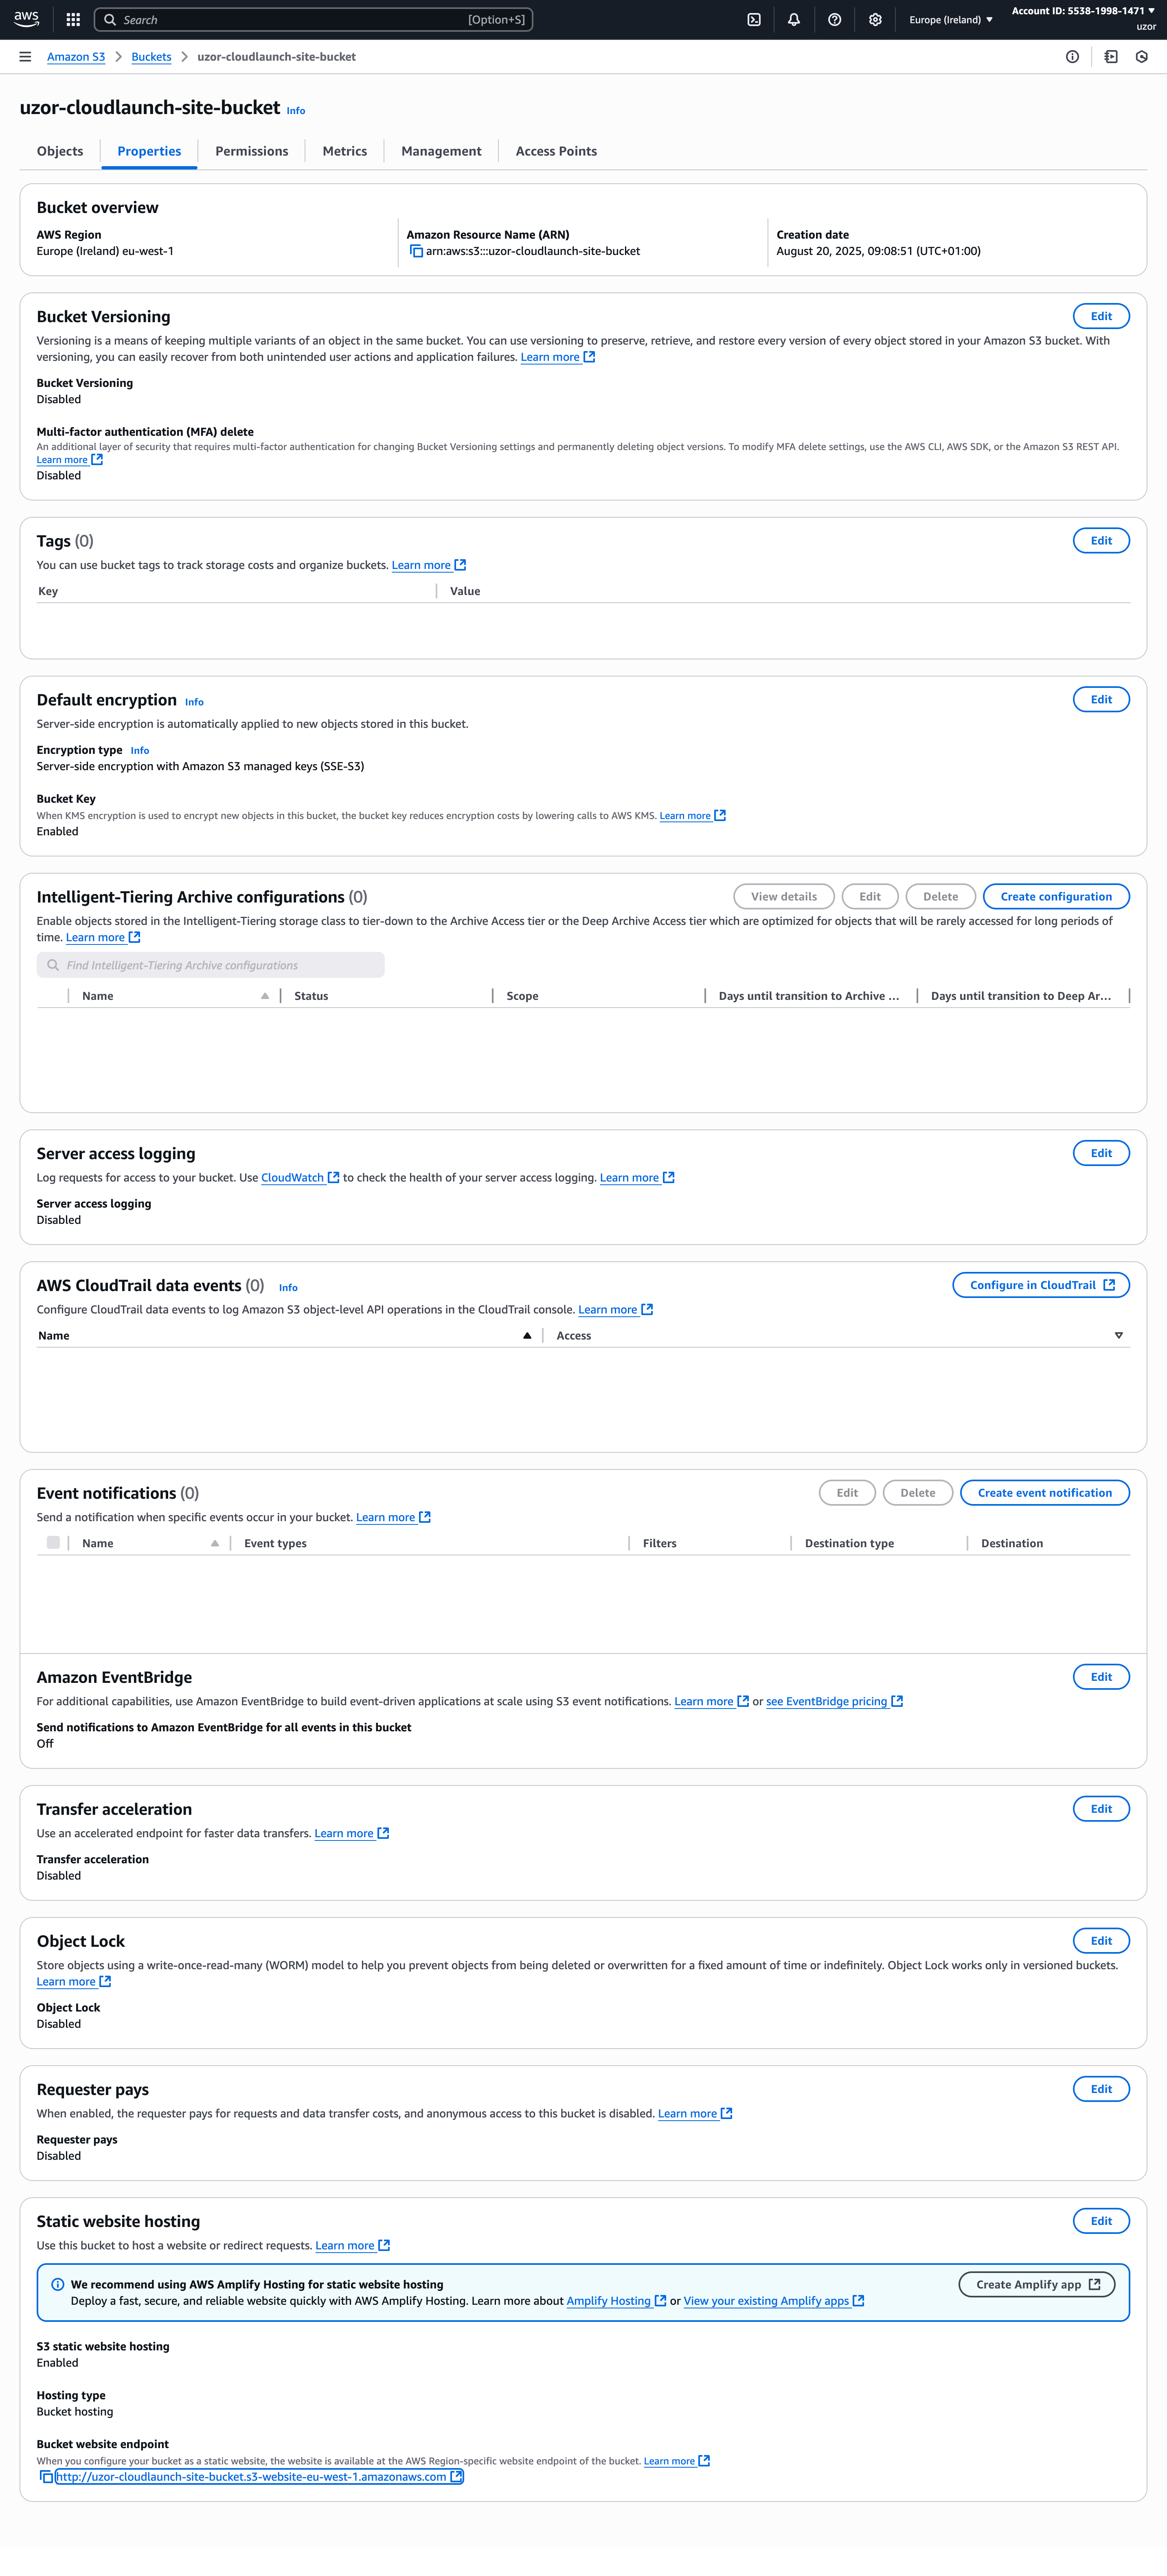 aws
Search [Option+S]
Europe (Ireland)
Account ID: 5538-1998-1471
uzor
Amazon S3 Buckets uzor-cloudlaunch-site-bucket
uzor-cloudlaunch-site-bucket Info
Objects Properties Permissions Metrics Management Access Points
Bucket overview
AWS Region Amazon Resource Name (ARN) Creation date
Europe (Ireland) eu-west-1 arn:aws:s3:::uzor-cloudlaunch-site-bucket August 20, 2025, 09:08:51 (UTC+01:00)
Bucket Versioning Edit
Versioning is a means of keeping multiple variants of an object in the same bucket. You can use versioning to preserve, retrieve, and restore every version of every object stored in your Amazon S3 bucket. With
versioning, you can easily recover from both unintended user actions and application failures. Learn more
Bucket Versioning
Disabled
Multi-factor authentication (MFA) delete
An additional layer of security that requires multi-factor authentication for changing Bucket Versioning settings and permanently deleting object versions. To modify MFA delete settings, use the AWS CLI, AWS SDK, or the Amazon S3 REST API.
Learn more
Disabled
Tags (0) Edit
You can use bucket tags to track storage costs and organize buckets. Learn more
Key Value
Default encryption Info Edit
Server-side encryption is automatically applied to new objects stored in this bucket.
Encryption type Info
Server-side encryption with Amazon S3 managed keys (SSE-S3)
Bucket Key
When KMS encryption is used to encrypt new objects in this bucket, the bucket key reduces encryption costs by lowering calls to AWS KMS. Learn more
Enabled
Intelligent-Tiering Archive configurations (0) View details Edit Delete Create configuration
Enable objects stored in the Intelligent-Tiering storage class to tier-down to the Archive Access tier or the Deep Archive Access tier which are optimized for objects that will be rarely accessed for long periods of
time. Learn more
Find Intelligent-Tiering Archive configurations
Name Status Scope Days until transition to Archive ... Days until transition to Deep Ar...
Server access logging Edit
Log requests for access to your bucket. Use CloudWatch to check the health of your server access logging. Learn more
Server access logging
Disabled
AWS CloudTrail data events (0) Info Configure in CloudTrail
Configure CloudTrail data events to log Amazon S3 object-level API operations in the CloudTrail console. Learn more
Name Access
Event notifications (0) Edit Delete Create event notification
Send a notification when specific events occur in your bucket. Learn more
Name Event types Filters Destination type Destination
Amazon EventBridge Edit
For additional capabilities, use Amazon EventBridge to build event-driven applications at scale using S3 event notifications. Learn more or see EventBridge pricing
Send notifications to Amazon EventBridge for all events in this bucket
Off
Transfer acceleration Edit
Use an accelerated endpoint for faster data transfers. Learn more
Transfer acceleration
Disabled
Object Lock Edit
Store objects using a write-once-read-many (WORM) model to help you prevent objects from being deleted or overwritten for a fixed amount of time or indefinitely. Object Lock works only in versioned buckets.
Learn more
Object Lock
Disabled
Requester pays Edit
When enabled, the requester pays for requests and data transfer costs, and anonymous access to this bucket is disabled. Learn more
Requester pays
Disabled
Static website hosting Edit
Use this bucket to host a website or redirect requests. Learn more
We recommend using AWS Amplify Hosting for static website hosting Create Amplify app
Deploy a fast, secure, and reliable website quickly with AWS Amplify Hosting. Learn more about Amplify Hosting or View your existing Amplify apps
S3 static website hosting
Enabled
Hosting type
Bucket hosting
Bucket website endpoint
When you configure your bucket as a static website, the website is available at the AWS Region-specific website endpoint of the bucket. Learn more
http://uzor-cloudlaunch-site-bucket.s3-website-eu-west-1.amazonaws.com